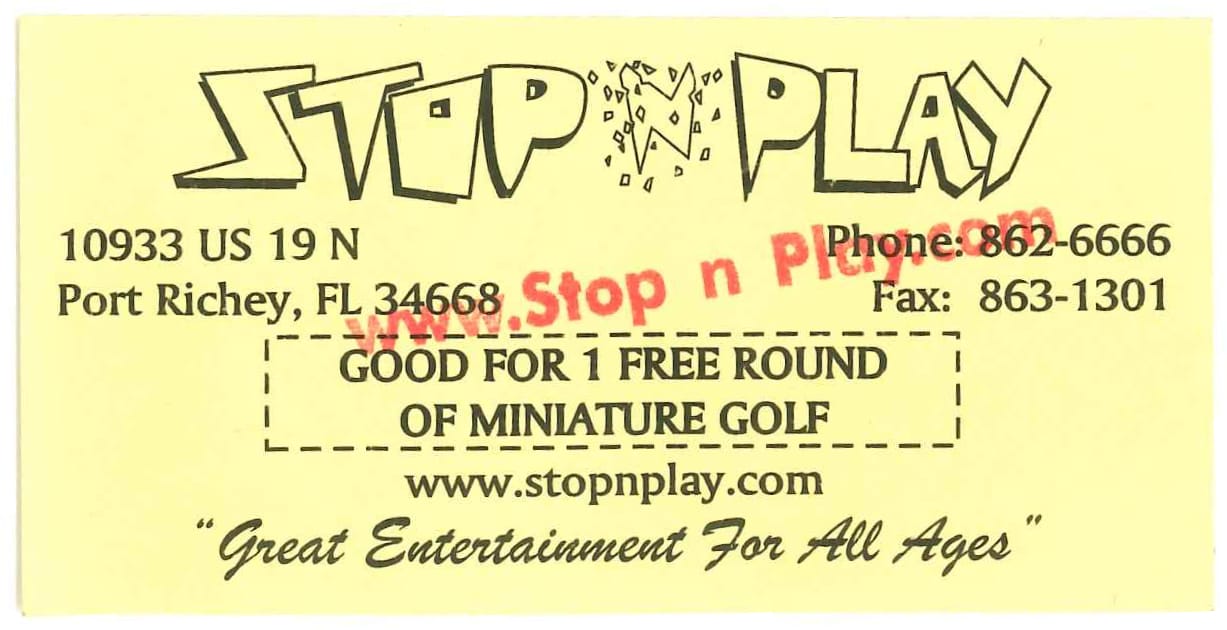 STOP N PLAY
10933 US 19 N
Port Richey, FL 34668
Phone: 862-6666
Fax: 863-1301
www.Stop n Play.com
GOOD FOR 1 FREE ROUND
OF MINIATURE GOLF
www.stopnplay.com
"Great Entertainment For All Ages"